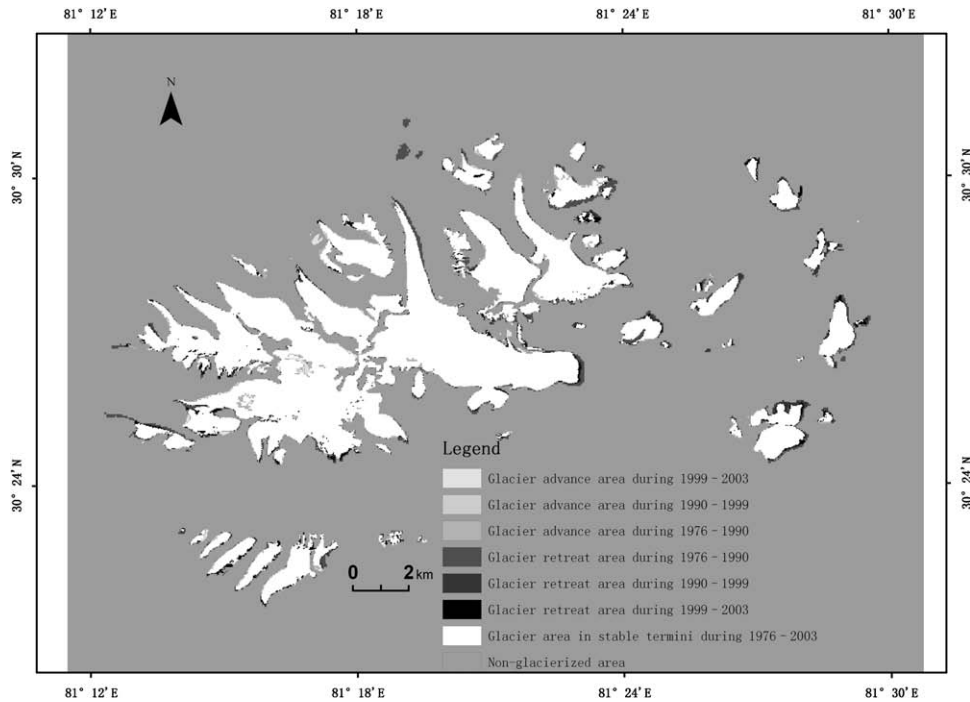 81° 12′ E
81° 18′ E
81° 24′ E
81° 30′ E
N
30° 30′ N
30° 30′ N
30° 24′ N
30° 24′ N
Legend
Glacier advance area during 1999-2003
Glacier advance area during 1990-1999
Glacier advance area during 1976-1990
Glacier retreat area during 1976-1990
Glacier retreat area during 1990-1999
Glacier retreat area during 1999-2003
Glacier area in stable termini during 1976-2003
Non-glacierized area
0 2 km
81° 12′ E
81° 18′ E
81° 24′ E
81° 30′ E